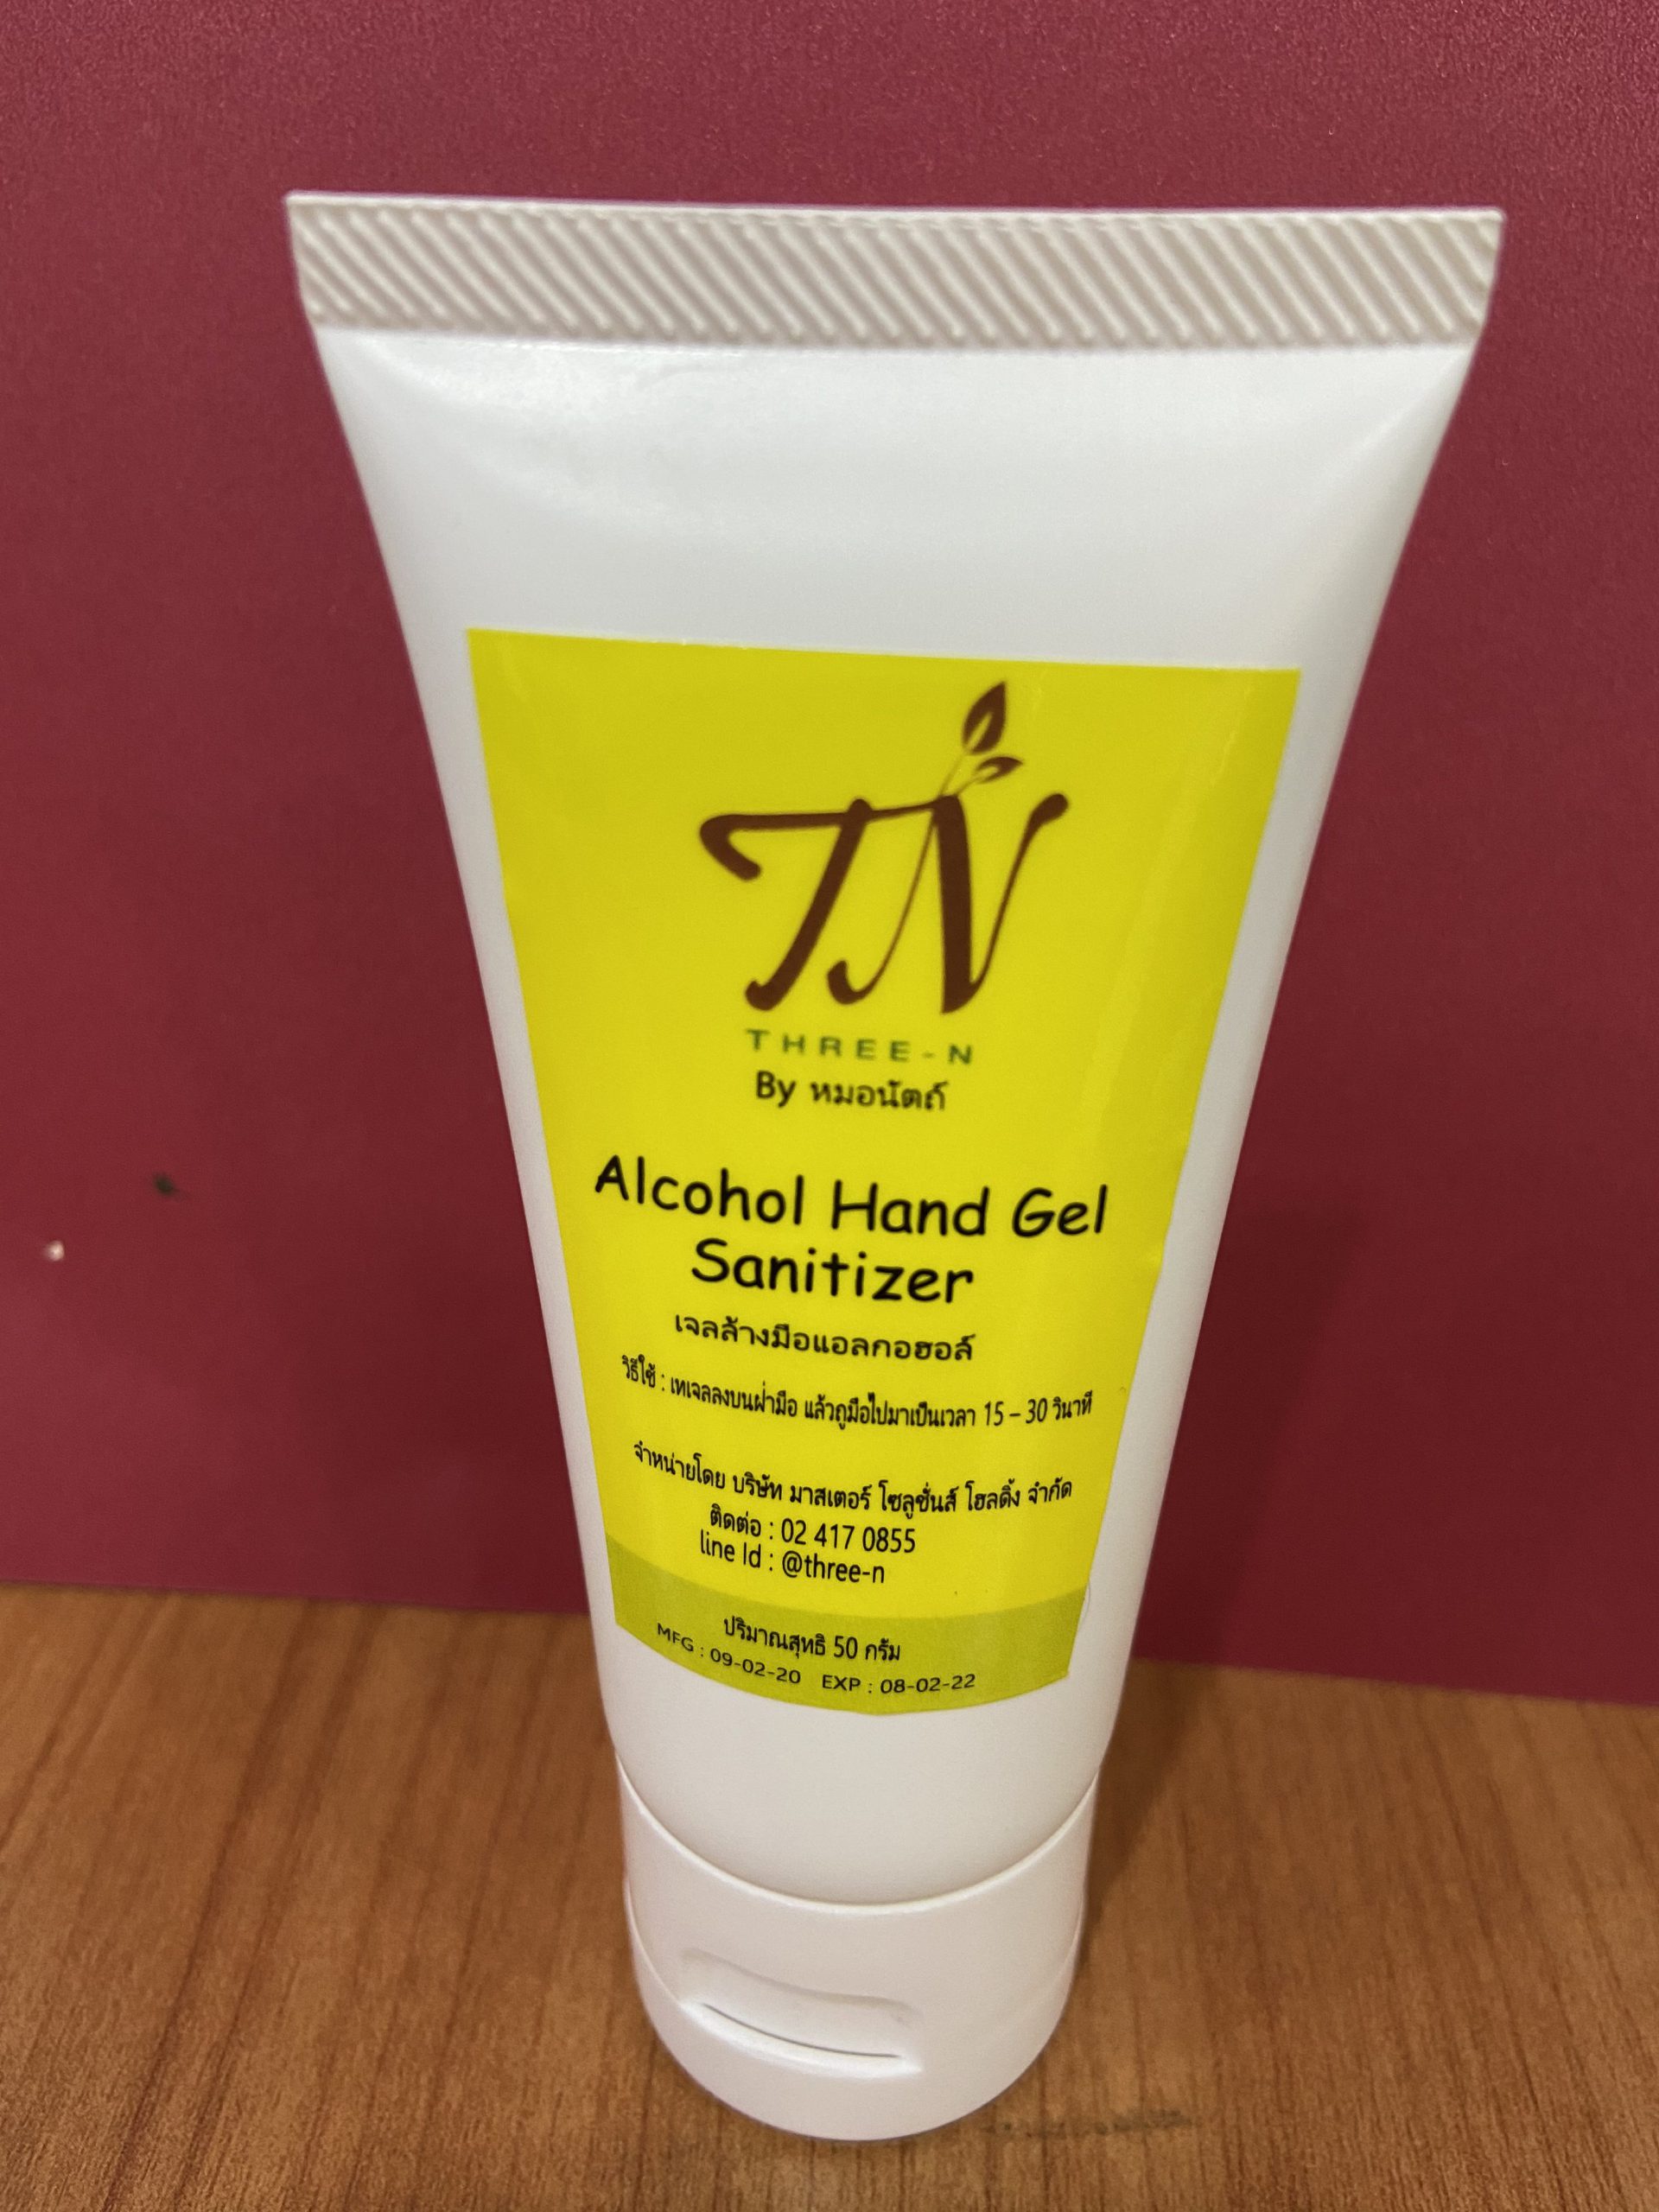 TN
THREE-N
By หมอนัตถ์
Alcohol Hand Gel
Sanitizer
เจลล้างมือแอลกอฮอล์
วิธีใช้ : เทเจลลงบนฝ่ามือ แล้วถูมือไปมาเป็นเวลา 15 – 30 วินาที
จำหน่ายโดย บริษัท มาสเตอร์ โซลูชั่นส์ โฮลดิ้ง จำกัด
ติดต่อ : 02 417 0855
line Id : @three-n
ปริมาณสุทธิ 50 กรัม
MFG : 09-02-20 EXP : 08-02-22